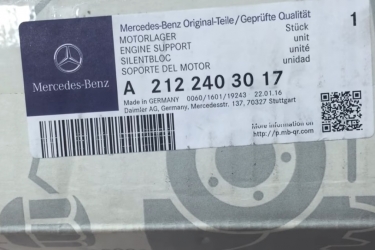 Mercedes-Benz Original-Teile/Geprüfte Qualität
MOTORLAGER Stück 1
ENGINE SUPPORT unit
SILENTBLOC unité
SOPORTE DEL MOTOR unidad
Mercedes-Benz
A 212 240 30 17
Made in GERMANY 0060/1601/19243 22.01.16
Daimler AG, Germany, Mercedesstr. 137, 70327 Stuttgart
More information on
http://p.mb-qr.com